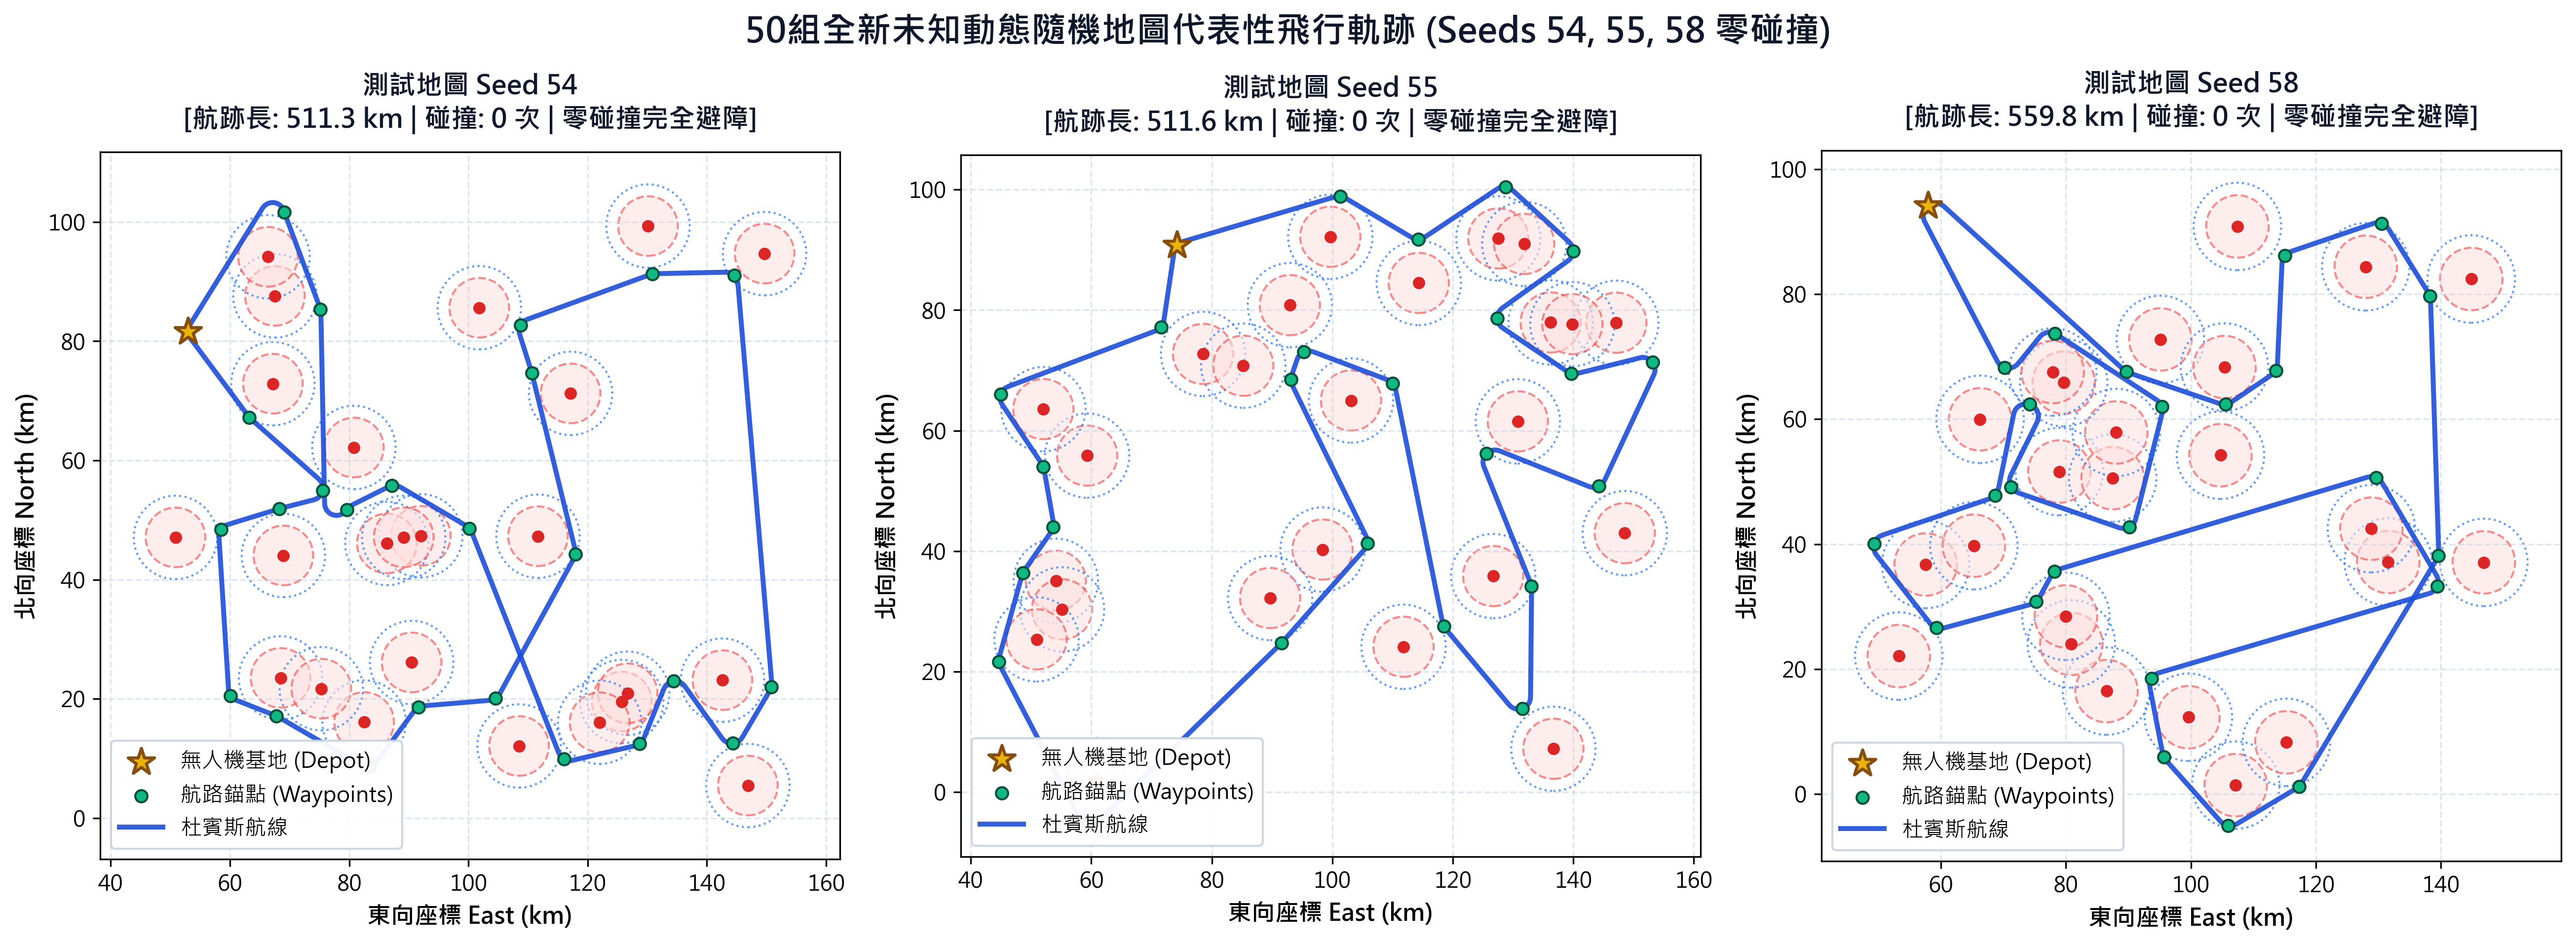 50組全新未知動態隨機地圖代表性飛行軌跡 (Seeds 54, 55, 58 零碰撞)
測試地圖 Seed 54
[航跡長: 511.3 km | 碰撞: 0 次 | 零碰撞完全避障]
北向座標 North (km)
100
80
60
40
20
0
無人機基地 (Depot)
航路錨點 (Waypoints)
杜賓斯航線
40 60 80 100 120 140 160
東向座標 East (km)
測試地圖 Seed 55
[航跡長: 511.6 km | 碰撞: 0 次 | 零碰撞完全避障]
北向座標 North (km)
100
80
60
40
20
0
無人機基地 (Depot)
航路錨點 (Waypoints)
杜賓斯航線
40 60 80 100 120 140 160
東向座標 East (km)
測試地圖 Seed 58
[航跡長: 559.8 km | 碰撞: 0 次 | 零碰撞完全避障]
北向座標 North (km)
100
80
60
40
20
0
無人機基地 (Depot)
航路錨點 (Waypoints)
杜賓斯航線
60 80 100 120 140
東向座標 East (km)